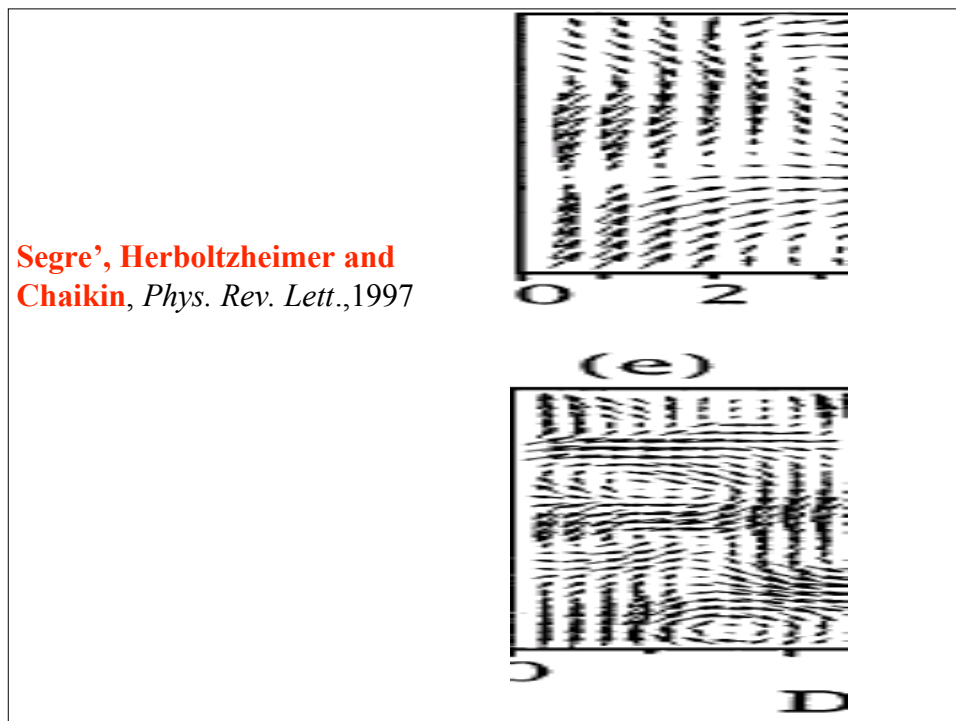 Segre’, Herboltzheimer and
Chaikin, Phys. Rev. Lett.,1997
0 2
(e)
D